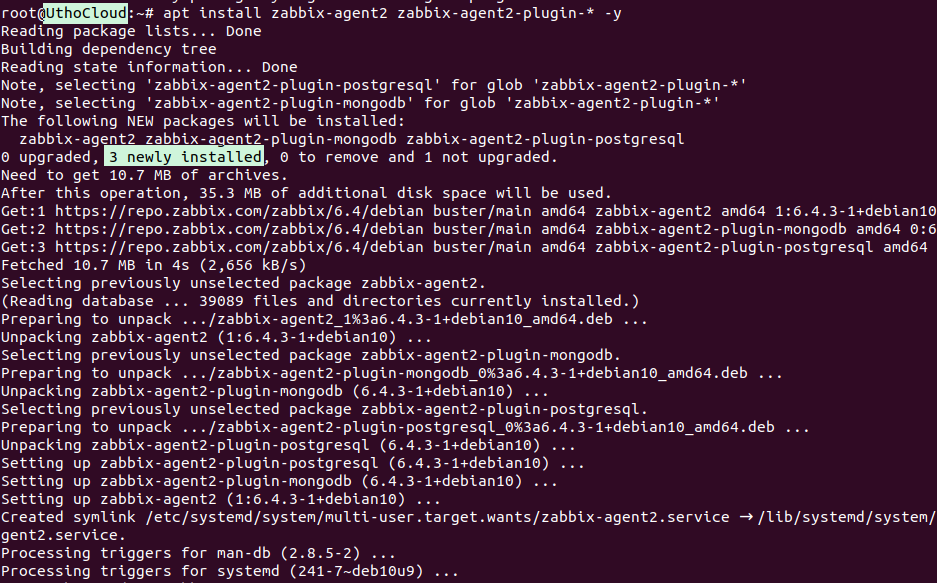 root@UthoCloud:~# apt install zabbix-agent2 zabbix-agent2-plugin-* -y
Reading package lists... Done
Building dependency tree
Reading state information... Done
Note, selecting 'zabbix-agent2-plugin-postgresql' for glob 'zabbix-agent2-plugin-*'
Note, selecting 'zabbix-agent2-plugin-mongodb' for glob 'zabbix-agent2-plugin-*'
The following NEW packages will be installed:
  zabbix-agent2 zabbix-agent2-plugin-mongodb zabbix-agent2-plugin-postgresql
0 upgraded, 3 newly installed, 0 to remove and 1 not upgraded.
Need to get 10.7 MB of archives.
After this operation, 35.3 MB of additional disk space will be used.
Get:1 https://repo.zabbix.com/zabbix/6.4/debian buster/main amd64 zabbix-agent2 amd64 1:6.4.3-1+debian10
Get:2 https://repo.zabbix.com/zabbix/6.4/debian buster/main amd64 zabbix-agent2-plugin-mongodb amd64 0:6
Get:3 https://repo.zabbix.com/zabbix/6.4/debian buster/main amd64 zabbix-agent2-plugin-postgresql amd64
Fetched 10.7 MB in 4s (2,656 kB/s)
Selecting previously unselected package zabbix-agent2.
(Reading database ... 39089 files and directories currently installed.)
Preparing to unpack .../zabbix-agent2_1%3a6.4.3-1+debian10_amd64.deb ...
Unpacking zabbix-agent2 (1:6.4.3-1+debian10) ...
Selecting previously unselected package zabbix-agent2-plugin-mongodb.
Preparing to unpack .../zabbix-agent2-plugin-mongodb_0%3a6.4.3-1+debian10_amd64.deb ...
Unpacking zabbix-agent2-plugin-mongodb (6.4.3-1+debian10) ...
Selecting previously unselected package zabbix-agent2-plugin-postgresql.
Preparing to unpack .../zabbix-agent2-plugin-postgresql_0%3a6.4.3-1+debian10_amd64.deb ...
Unpacking zabbix-agent2-plugin-postgresql (6.4.3-1+debian10) ...
Setting up zabbix-agent2-plugin-postgresql (6.4.3-1+debian10) ...
Setting up zabbix-agent2-plugin-mongodb (6.4.3-1+debian10) ...
Setting up zabbix-agent2 (1:6.4.3-1+debian10) ...
Created symlink /etc/systemd/system/multi-user.target.wants/zabbix-agent2.service → /lib/systemd/system/
gent2.service.
Processing triggers for man-db (2.8.5-2) ...
Processing triggers for systemd (241-7~deb10u9) ...